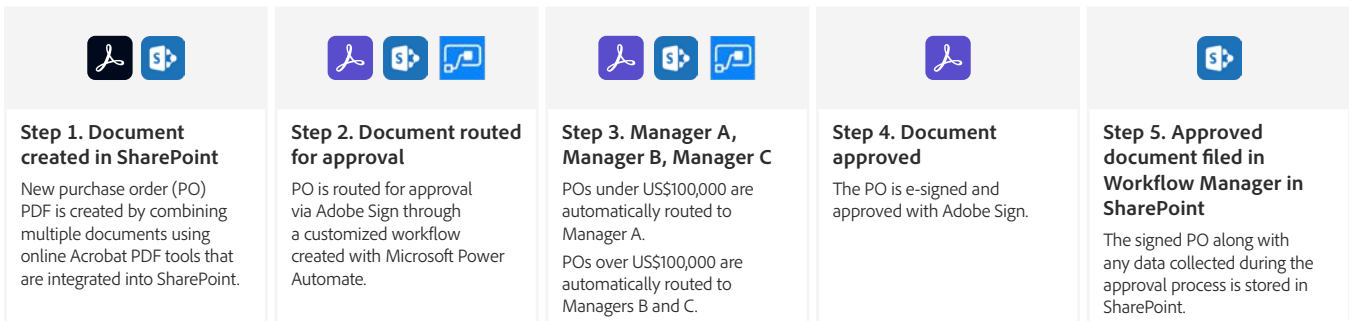 Step 1. Document
created in SharePoint
New purchase order (PO)
PDF is created by combining
multiple documents using
online Acrobat PDF tools that
are integrated into SharePoint.
Step 2. Document routed
for approval
PO is routed for approval
via Adobe Sign through
a customized workflow
created with Microsoft Power
Automate.
Step 3. Manager A,
Manager B, Manager C
POs under US$100,000 are
automatically routed to
Manager A.
POs over US$100,000 are
automatically routed to
Managers B and C.
Step 4. Document
approved
The PO is e-signed and
approved with Adobe Sign.
Step 5. Approved
document filed in
Workflow Manager in
SharePoint
The signed PO along with
any data collected during the
approval process is stored in
SharePoint.